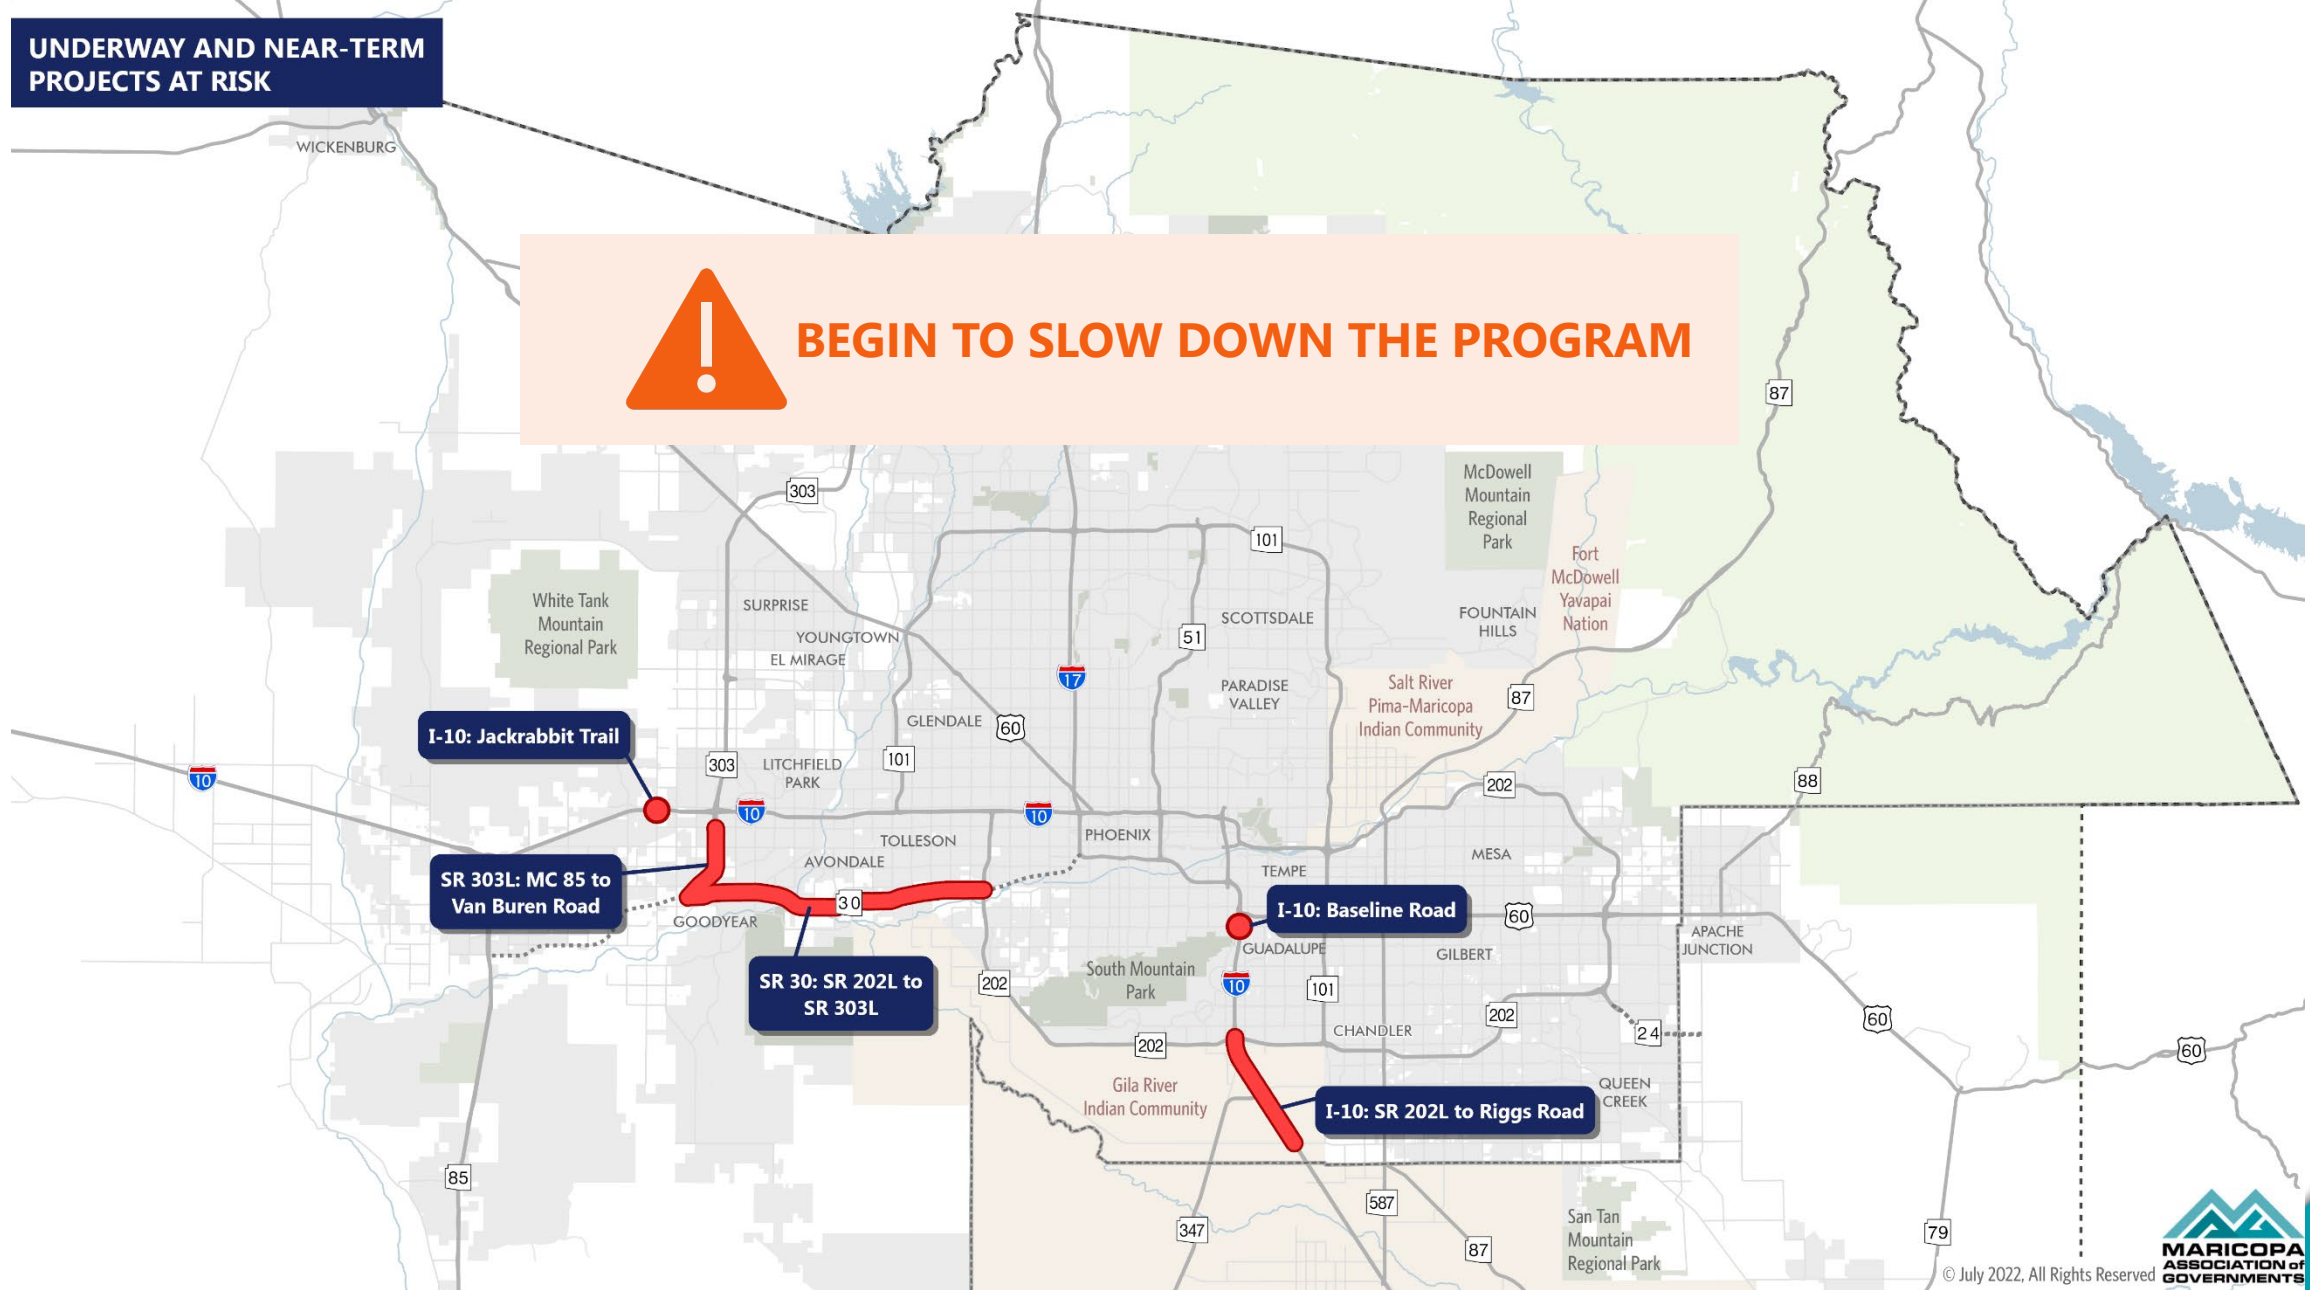 UNDERWAY AND NEAR-TERM
PROJECTS AT RISK
WICKENBURG
BEGIN TO SLOW DOWN THE PROGRAM
87
303
McDowell
Mountain
Regional
Park
101
Fort
McDowell
Yavapai
Nation
White Tank
Mountain
Regional Park
SURPRISE
YOUNGTOWN
EL MIRAGE
SCOTTSDALE
51
FOUNTAIN
HILLS
17
PARADISE
VALLEY
Salt River
Pima-Maricopa
Indian Community
87
I-10: Jackrabbit Trail
GLENDALE
60
10
303
LITCHFIELD
PARK
101
202
88
10
10
TOLLESON
PHOENIX
AVONDALE
MESA
TEMPE
SR 303L: MC 85 to
Van Buren Road
30
GOODYEAR
I-10: Baseline Road
60
GUADALUPE
GILBERT
APACHE
JUNCTION
SR 30: SR 202L to
SR 303L
202
South Mountain
Park
10
101
202
CHANDLER
24
60
202
60
Gila River
Indian Community
I-10: SR 202L to Riggs Road
QUEEN
CREEK
85
347
587
87
San Tan
Mountain
Regional Park
79
© July 2022, All Rights Reserved
MARICOPA
ASSOCIATION of
GOVERNMENTS